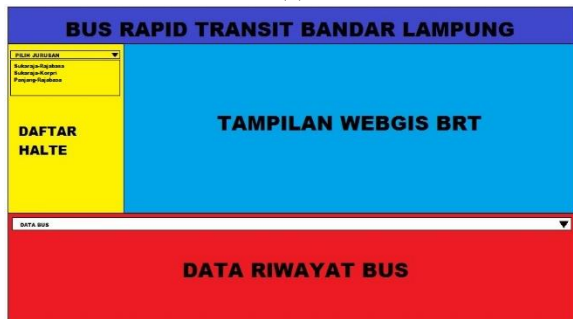 BUS RAPID TRANSIT BANDAR LAMPUNG
PILIH JURUSAN
Sukaraja-Rajabasa
Sukaraja-Korpri
Panjang-Rajabasa
DAFTAR
HALTE
TAMPILAN WEBGIS BRT
DATA BUS
DATA RIWAYAT BUS